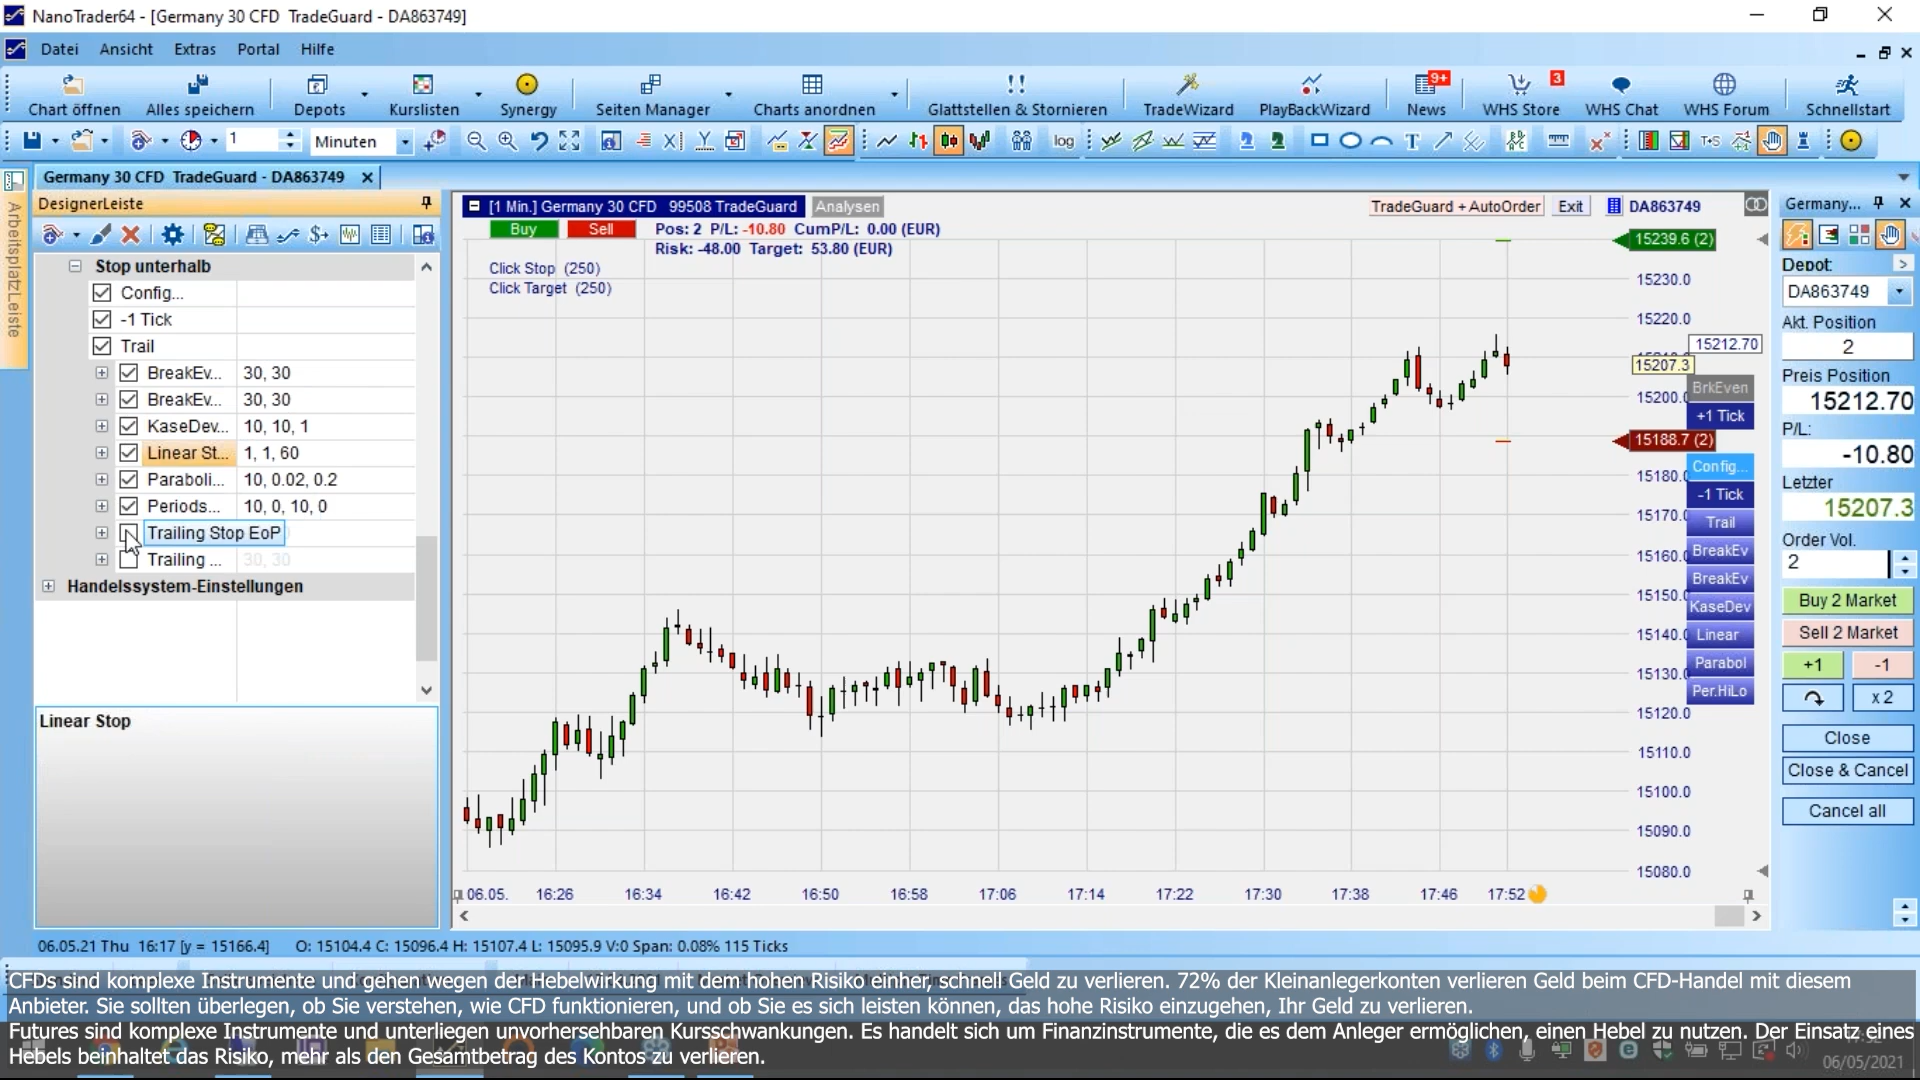 NanoTrader64 - [Germany 30 CFD TradeGuard - DA863749]
Datei Ansicht Extras Portal Hilfe
9+ 3
Chart öffnen Alles speichern Depots Kurslisten Synergy Seiten Manager Charts anordnen Glattstellen & Stornieren TradeWizard PlayBackWizard News WHS Store WHS Chat WHS Forum Schnellstart
1 Minuten log T T+S
Germany 30 CFD TradeGuard - DA863749
ArbeitsplatzLeiste
DesignerLeiste
Stop unterhalb
Config...
-1 Tick
Trail
BreakEv... 30, 30
BreakEv... 30, 30
KaseDev... 10, 10, 1
Linear St... 1, 1, 60
Paraboli... 10, 0.02, 0.2
Periods... 10, 0, 10, 0
Trailing Stop EoP
Trailing ... 30, 30
Handelssystem-Einstellungen
Linear Stop
[1 Min.] Germany 30 CFD 99508 TradeGuard Analysen
TradeGuard + AutoOrder Exit DA863749
Buy Sell Pos: 2 P/L: -10.80 CumP/L: 0.00 (EUR)
Risk: -48.00 Target: 53.80 (EUR)
Click Stop (250)
Click Target (250)
15239.6 (2)
15230.0
15220.0
15212.70
15207.3
BrkEven
15200.0
+1 Tick
15188.7 (2)
Config...
15180.0
-1 Tick
15170.0
Trail
15160.0
BreakEv
BreakEv
15150.0
KaseDev
15140.0
Linear
15130.0
Parabol
Per.HiLo
15120.0
15110.0
15100.0
15090.0
15080.0
06.05. 16:26 16:34 16:42 16:50 16:58 17:06 17:14 17:22 17:30 17:38 17:46 17:52
Germany...
Depot:
DA863749
Akt. Position
2
Preis Position
15212.70
P/L:
-10.80
Letzter
15207.3
Order Vol.
2
Buy 2 Market
Sell 2 Market
+1 -1
x 2
Close
Close & Cancel
Cancel all
06.05.21 Thu 16:17 [y = 15166.4] O: 15104.4 C: 15096.4 H: 15107.4 L: 15095.9 V:0 Span: 0.08% 115 Ticks
CFDs sind komplexe Instrumente und gehen wegen der Hebelwirkung mit dem hohen Risiko einher, schnell Geld zu verlieren. 72% der Kleinanlegerkonten verlieren Geld beim CFD-Handel mit diesem
Anbieter. Sie sollten überlegen, ob Sie verstehen, wie CFD funktionieren, und ob Sie es sich leisten können, das hohe Risiko einzugehen, Ihr Geld zu verlieren.
Futures sind komplexe Instrumente und unterliegen unvorhersehbaren Kursschwankungen. Es handelt sich um Finanzinstrumente, die es dem Anleger ermöglichen, einen Hebel zu nutzen. Der Einsatz eines
Hebels beinhaltet das Risiko, mehr als den Gesamtbetrag des Kontos zu verlieren.
06/05/2021